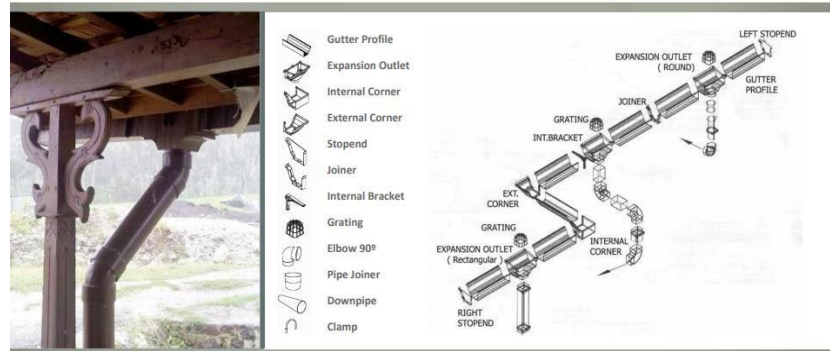 Gutter Profile
Expansion Outlet
Internal Corner
External Corner
Stopend
Joiner
Internal Bracket
Grating
Elbow 90º
Pipe Joiner
Downpipe
Clamp
LEFT STOPEND
EXPANSION OUTLET
( ROUND)
GUTTER
PROFILE
JOINER
GRATING
INT.BRACKET
EXT.
CORNER
GRATING
EXPANSION OUTLET
( Rectangular )
INTERNAL
CORNER
RIGHT
STOPEND